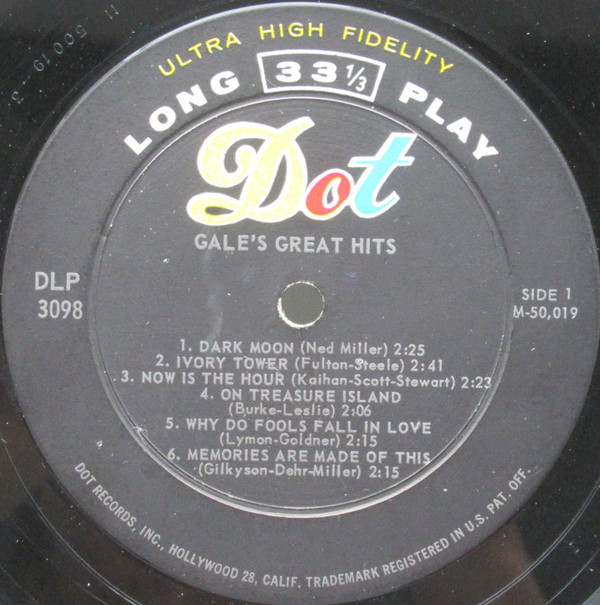 ULTRA HIGH FIDELITY
LONG 33 1/3 PLAY
Dot
GALE'S GREAT HITS
DLP
3098
SIDE 1
M-50,019
1. DARK MOON (Ned Miller) 2:25
2. IVORY TOWER (Fulton-Steele) 2:41
3. NOW IS THE HOUR (Kaihan-Scott-Stewart) 2:23
4. ON TREASURE ISLAND
(Burke-Leslie) 2:06
5. WHY DO FOOLS FALL IN LOVE
(Lymon-Goldner) 2:15
6. MEMORIES ARE MADE OF THIS
(Gilkyson-Dehr-Miller) 2:15
DOT RECORDS, INC., HOLLYWOOD 28, CALIF. TRADEMARK REGISTERED IN U.S. PAT. OFF.